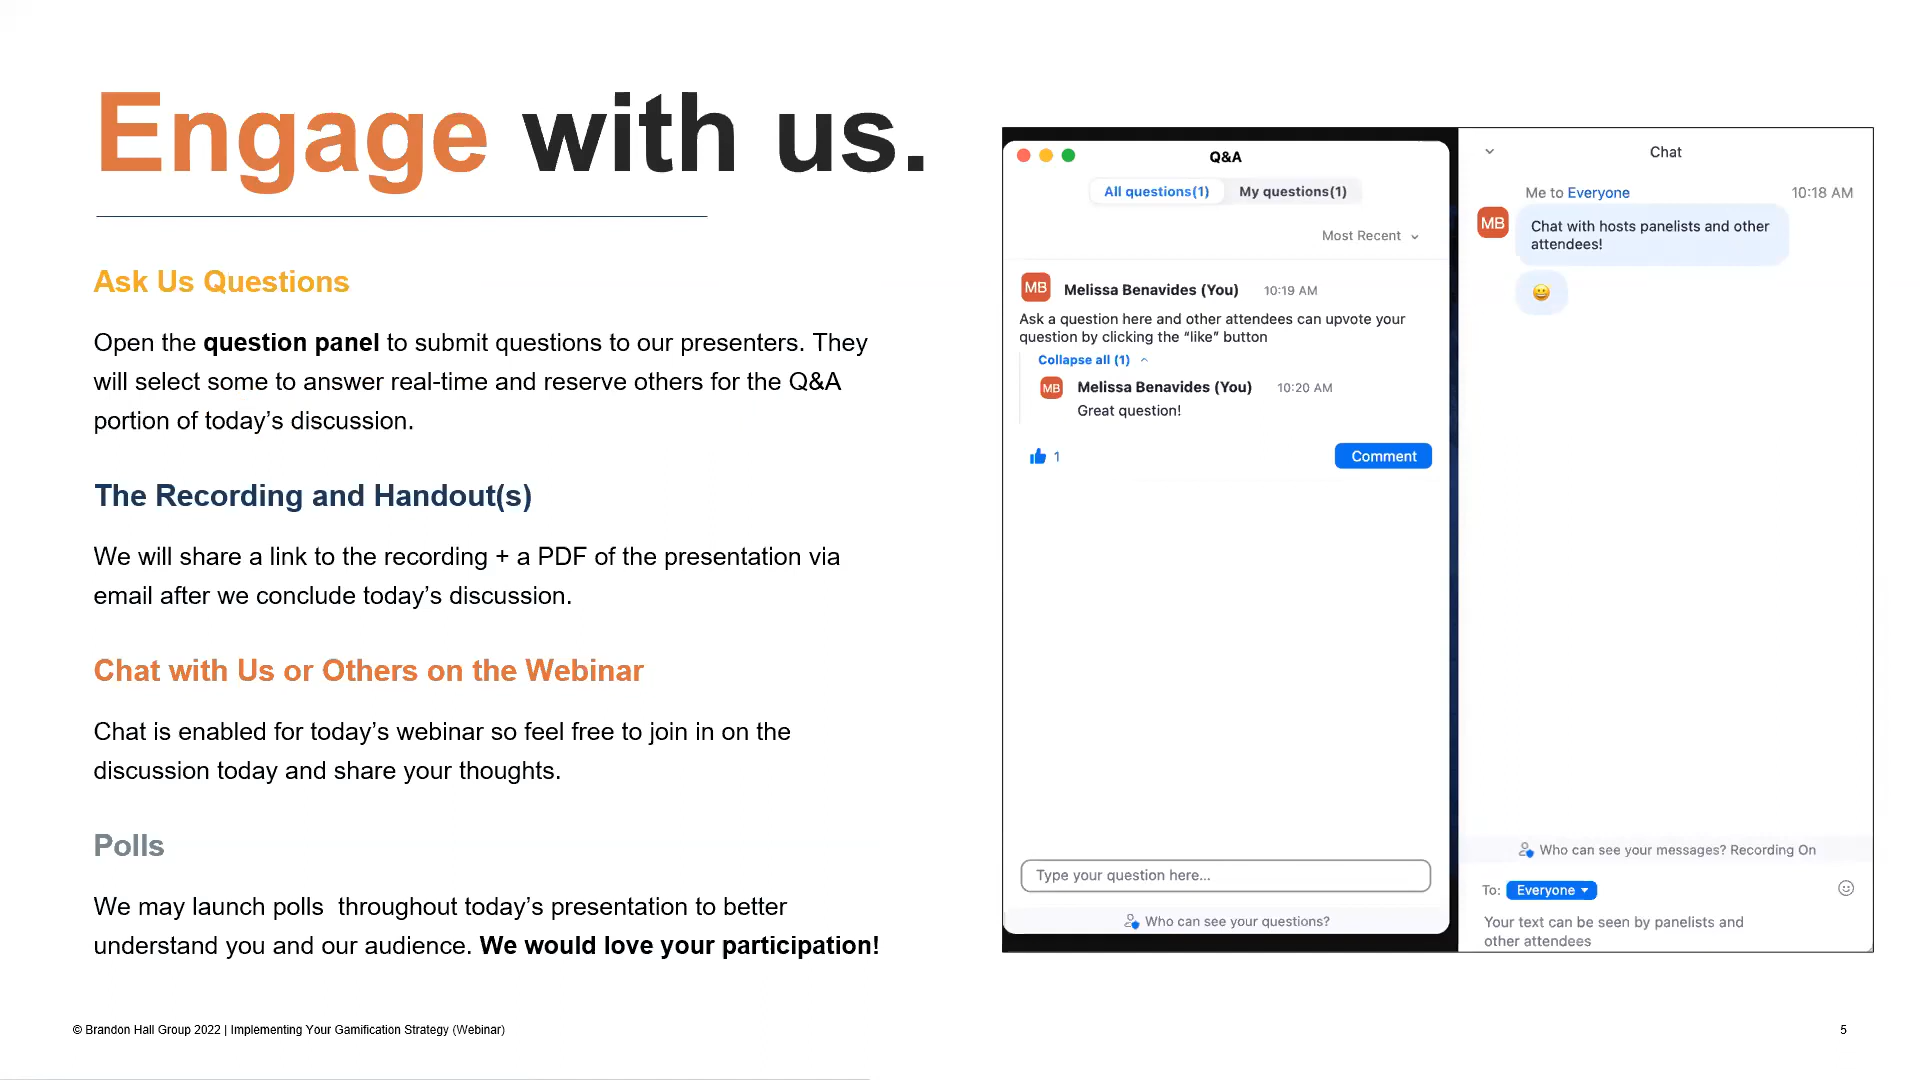 Engage with us.
Ask Us Questions
Open the question panel to submit questions to our presenters. They
will select some to answer real-time and reserve others for the Q&A
portion of today’s discussion.
The Recording and Handout(s)
We will share a link to the recording + a PDF of the presentation via
email after we conclude today’s discussion.
Chat with Us or Others on the Webinar
Chat is enabled for today’s webinar so feel free to join in on the
discussion today and share your thoughts.
Polls
We may launch polls  throughout today’s presentation to better
understand you and our audience. We would love your participation!
Q&A
All questions(1) My questions(1)
Most Recent
MB Melissa Benavides (You) 10:19 AM
Ask a question here and other attendees can upvote your
question by clicking the “like” button
Collapse all (1)
MB Melissa Benavides (You) 10:20 AM
Great question!
1 Comment
Type your question here...
Who can see your questions?
Chat
Me to Everyone 10:18 AM
MB Chat with hosts panelists and other
attendees!
😀
Who can see your messages? Recording On
To: Everyone
Your text can be seen by panelists and
other attendees
© Brandon Hall Group 2022 | Implementing Your Gamification Strategy (Webinar) 5